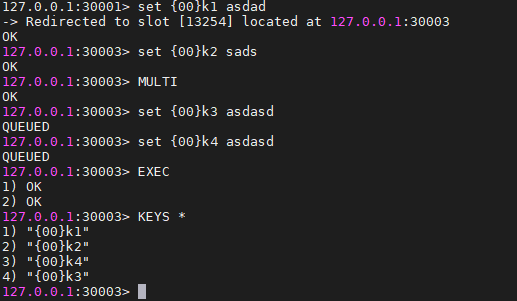 127.0.0.1:30001> set {00}k1 asdad
-> Redirected to slot [13254] located at 127.0.0.1:30003
OK
127.0.0.1:30003> set {00}k2 sads
OK
127.0.0.1:30003> MULTI
OK
127.0.0.1:30003> set {00}k3 asdasd
QUEUED
127.0.0.1:30003> set {00}k4 asdasd
QUEUED
127.0.0.1:30003> EXEC
1) OK
2) OK
127.0.0.1:30003> KEYS *
1) "{00}k1"
2) "{00}k2"
3) "{00}k4"
4) "{00}k3"
127.0.0.1:30003>